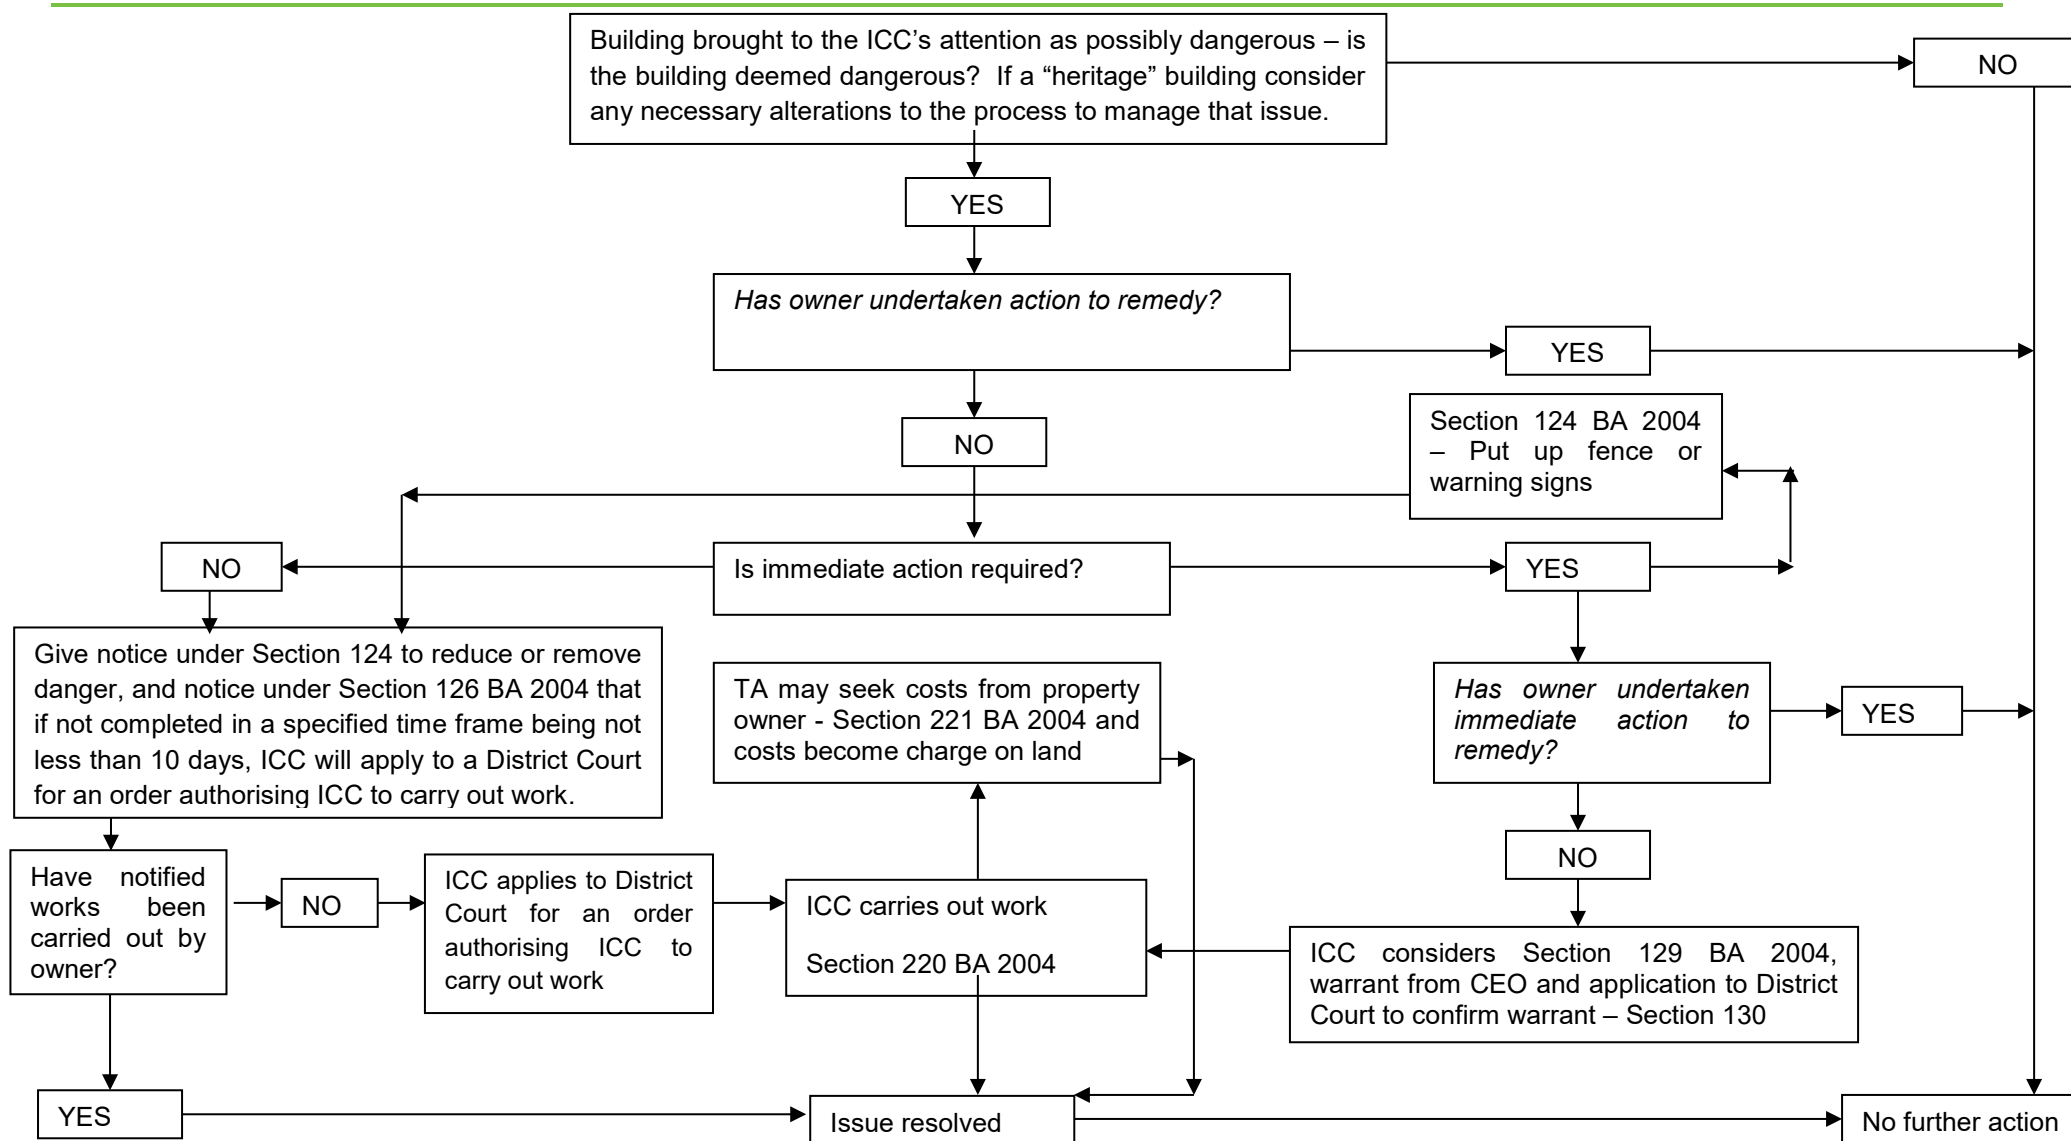 Building brought to the ICC’s attention as possibly dangerous – is
the building deemed dangerous? If a “heritage” building consider
any necessary alterations to the process to manage that issue.
NO
YES
Has owner undertaken action to remedy?
YES
NO
Section 124 BA 2004
– Put up fence or
warning signs
NO
Is immediate action required?
YES
Give notice under Section 124 to reduce or remove
danger, and notice under Section 126 BA 2004 that
if not completed in a specified time frame being not
less than 10 days, ICC will apply to a District Court
for an order authorising ICC to carry out work.
TA may seek costs from property
owner - Section 221 BA 2004 and
costs become charge on land
Has owner undertaken
immediate action to
remedy?
YES
NO
Have notified
works been
carried out by
owner?
NO
ICC applies to District
Court for an order
authorising ICC to
carry out work
ICC carries out work
Section 220 BA 2004
ICC considers Section 129 BA 2004,
warrant from CEO and application to District
Court to confirm warrant – Section 130
YES
Issue resolved
No further action